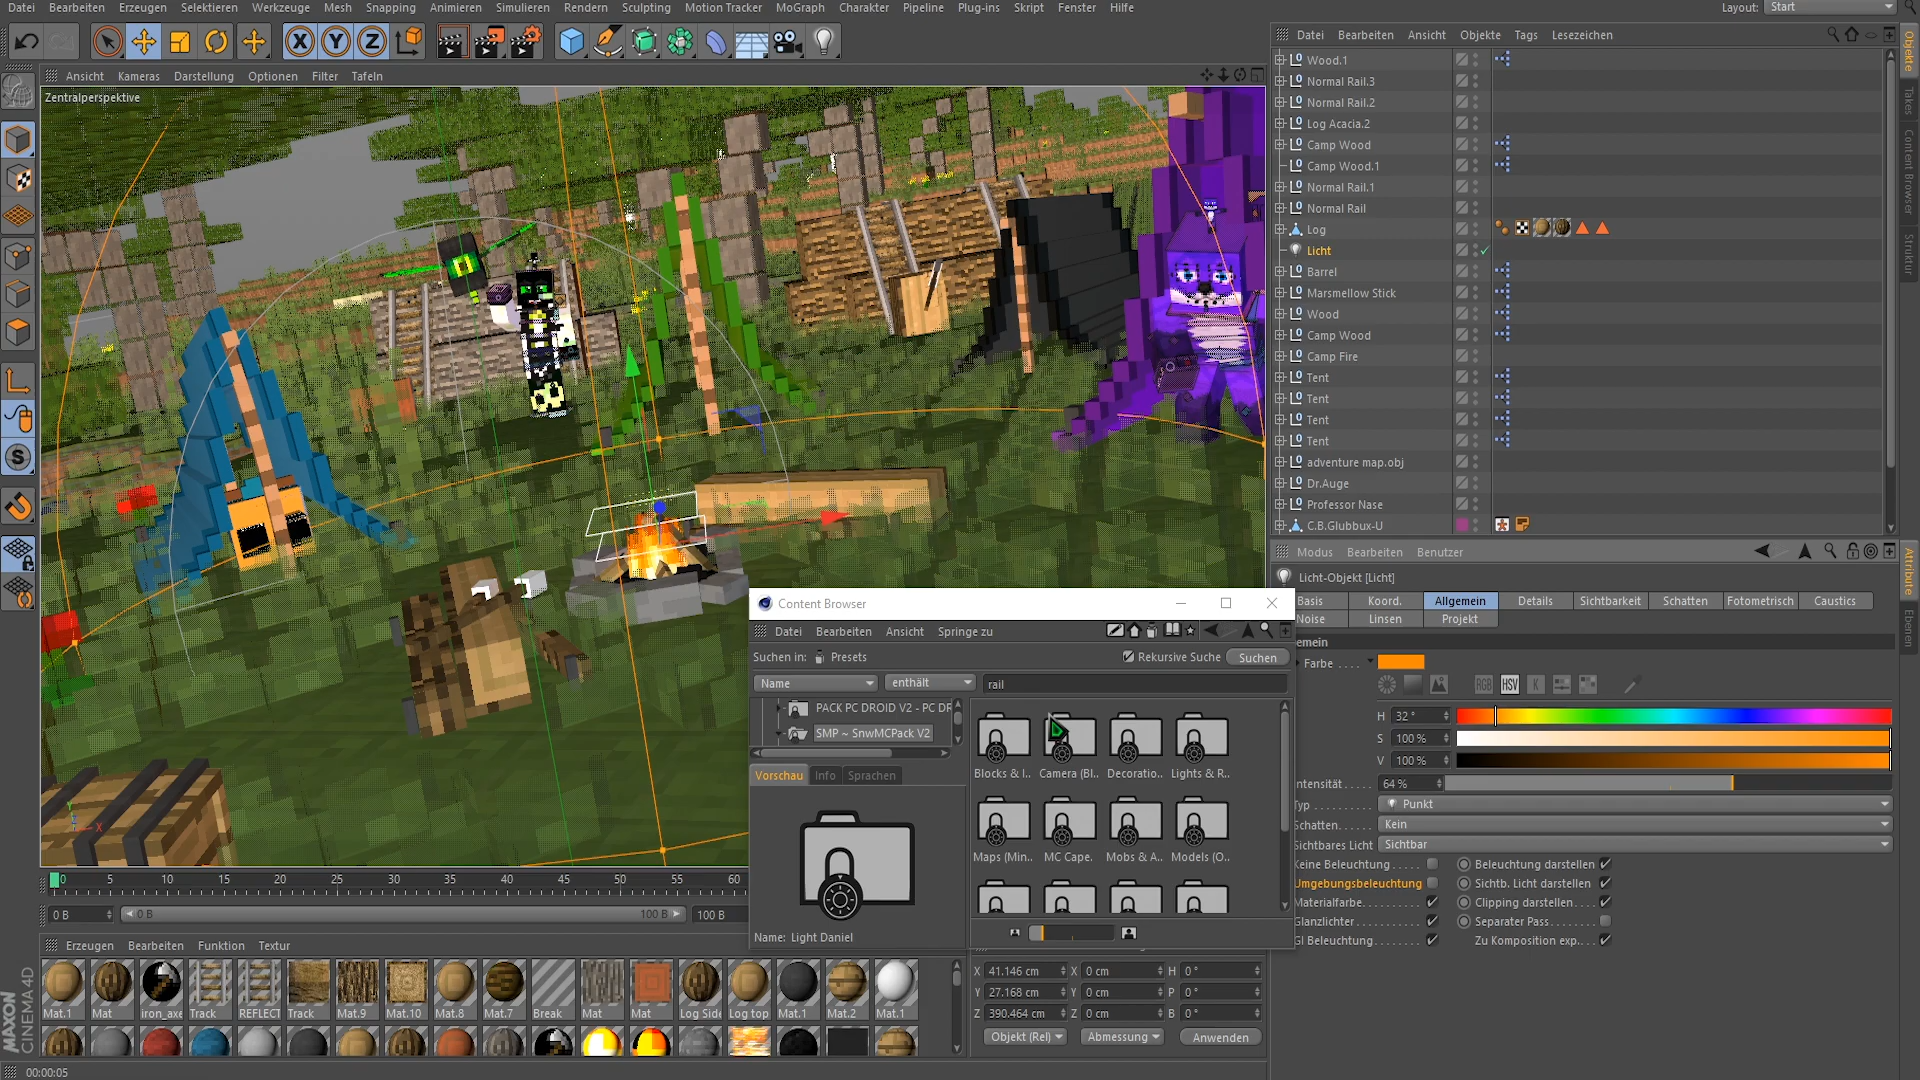 Datei Bearbeiten Erzeugen Selektieren Werkzeuge Mesh Snapping Animieren Simulieren Rendern Sculpting Motion Tracker MoGraph Charakter Pipeline Plug-ins Skript Fenster Hilfe
Layout: Start
X Y Z
Ansicht Kameras Darstellung Optionen Filter Tafeln
Zentralperspektive
Datei Bearbeiten Ansicht Objekte Tags Lesezeichen
Wood.1
Normal Rail.3
Normal Rail.2
Log Acacia.2
Camp Wood
Camp Wood.1
Normal Rail.1
Normal Rail
Log
Licht
Barrel
Marsmellow Stick
Wood
Camp Wood
Camp Fire
Tent
Tent
Tent
Tent
adventure map.obj
Dr.Auge
Professor Nase
C.B.Glubbux-U
Objekte
Takes
Content Browser
Struktur
Modus Bearbeiten Benutzer
Attribute
Ebenen
Licht-Objekt [Licht]
Basis Koord. Allgemein Details Sichtbarkeit Schatten Fotometrisch Caustics
Noise Linsen Projekt
emein
Farbe . . . .
RGB HSV K
H 32 °
S 100 %
V 100 %
ntensität . . . . . 64 %
Typ . . . . . . . . . . Punkt
Schatten. . . . . . Kein
Sichtbares Licht Sichtbar
Keine Beleuchtung . . . . . Beleuchtung darstellen
Umgebungsbeleuchtung Sichtb. Licht darstellen
Materialfarbe. . . . . . . . . Clipping darstellen. . . .
Glanzlichter . . . . . . . . . . Separater Pass. . . . . . .
GI Beleuchtung. . . . . . . . Zu Komposition exp.. . .
Content Browser
Datei Bearbeiten Ansicht Springe zu
Suchen in: Presets Rekursive Suche Suchen
Name enthält rail
PACK PC DROID V2 - PC DR
SMP ~ SnwMCPack V2
Vorschau Info Sprachen
Blocks & I.. Camera (Bl.. Decoratio.. Lights & R..
Maps (Min.. MC Cape. Mobs & A.. Models (O..
Name: Light Daniel
0 5 10 15 20 25 30 35 40 45 50 55 60
0 B 0 B 100 B 100 B
Erzeugen Bearbeiten Funktion Textur
Mat.1 Mat iron_axe Track REFLECT Track Mat.9 Mat.10 Mat.8 Mat.7 Break Mat Mat Log Side Log top Mat.1 Mat.2 Mat.1
X 41.146 cm X 0 cm H 0 °
Y 27.168 cm Y 0 cm P 0 °
Z 390.464 cm Z 0 cm B 0 °
Objekt (Rel) Abmessung Anwenden
MAXON
CINEMA4D
00:00:05